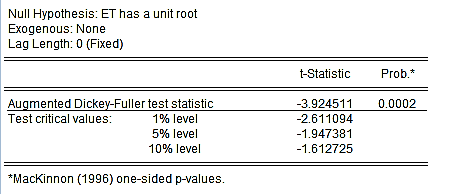 Null Hypothesis: ET has a unit root
Exogenous: None
Lag Length: 0 (Fixed)
t-Statistic Prob.*
Augmented Dickey-Fuller test statistic -3.924511 0.0002
Test critical values: 1% level -2.611094
5% level -1.947381
10% level -1.612725
*MacKinnon (1996) one-sided p-values.